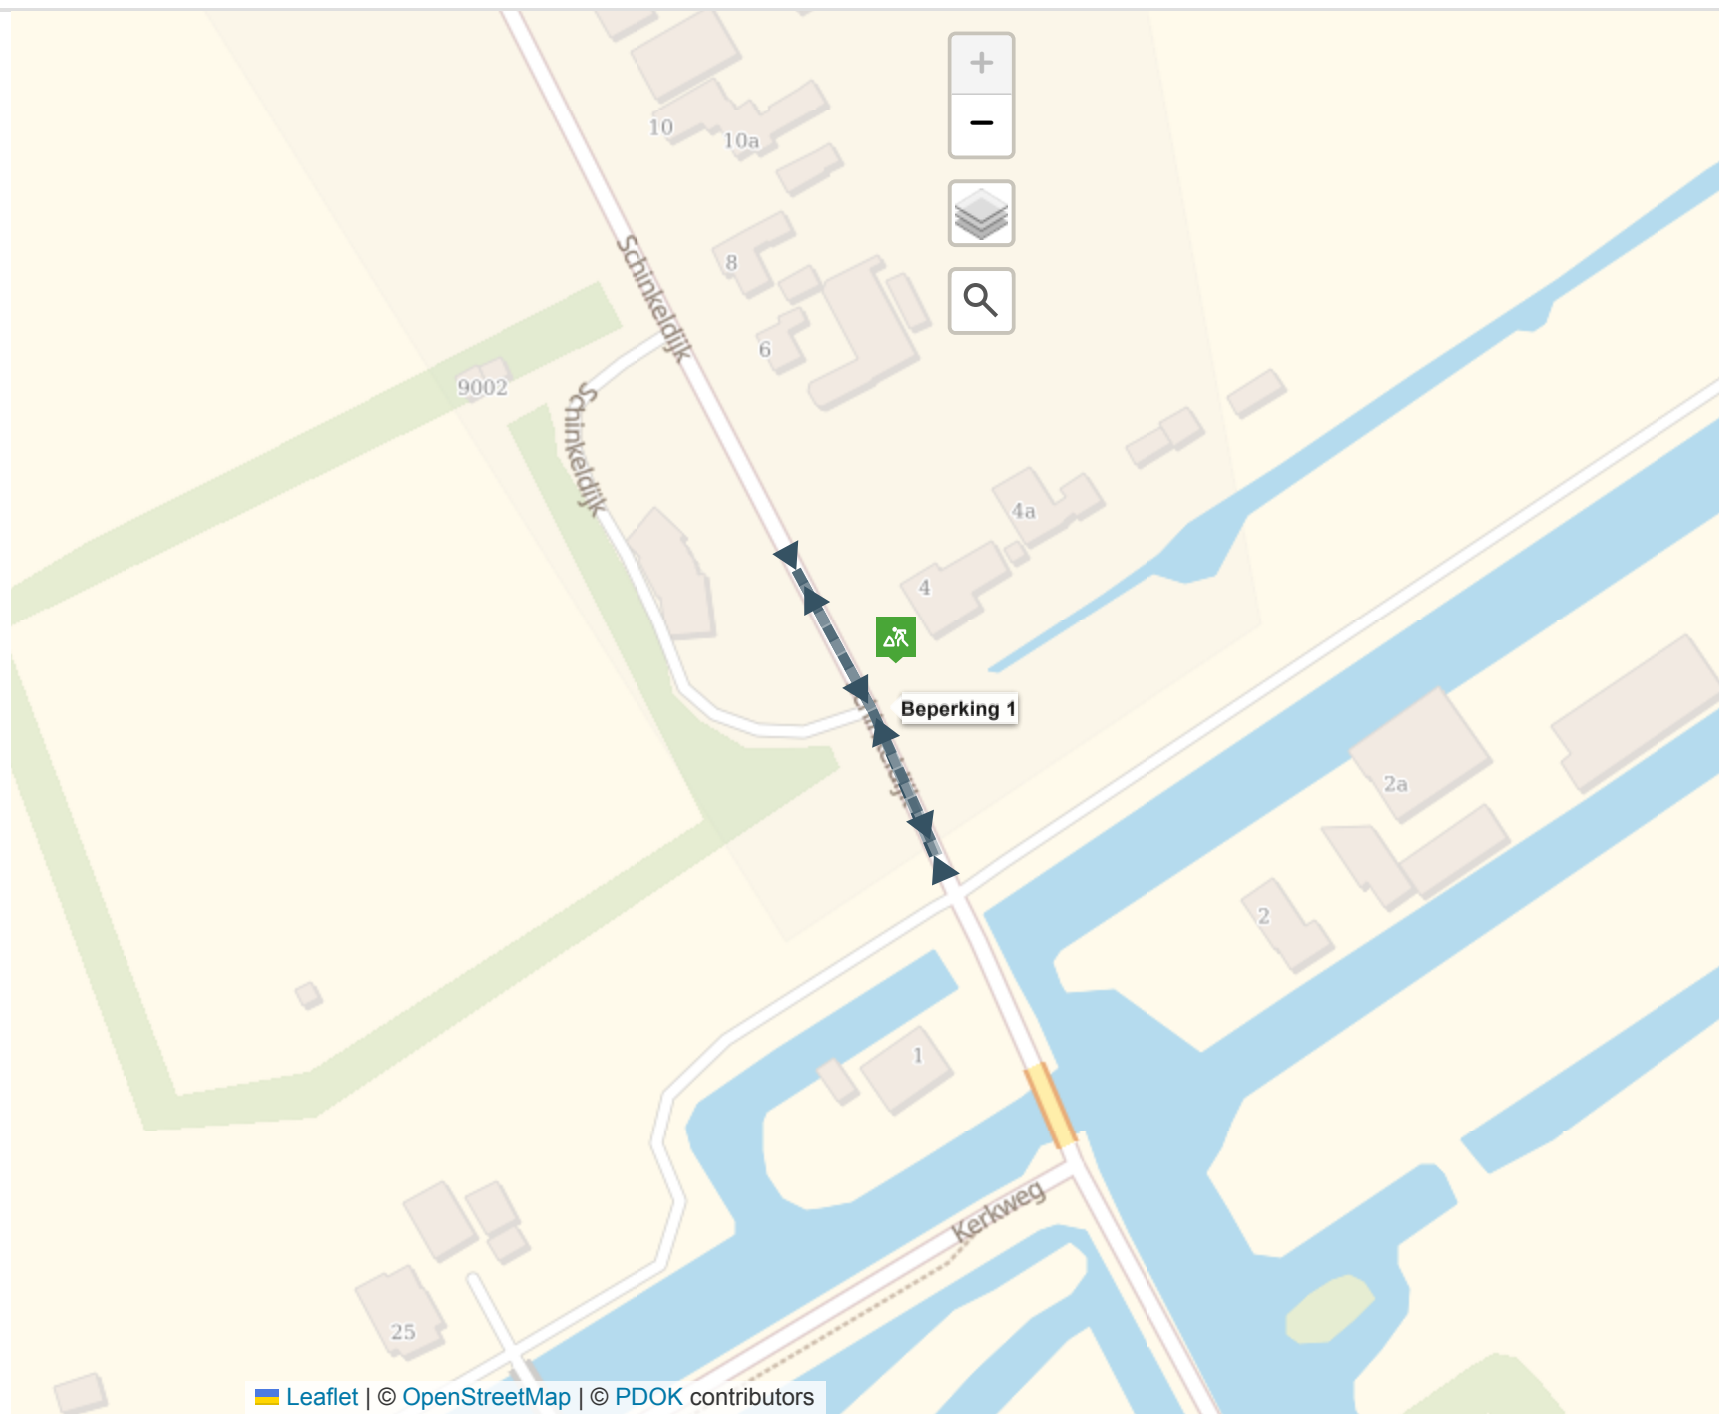 +
−
10
10a
Schinkeldijk
8
6
9002
Schinkeldijk
4a
4
Beperking 1
Schinkeldijk
2a
2
1
Kerkweg
25
Leaflet | © OpenStreetMap | © PDOK contributors